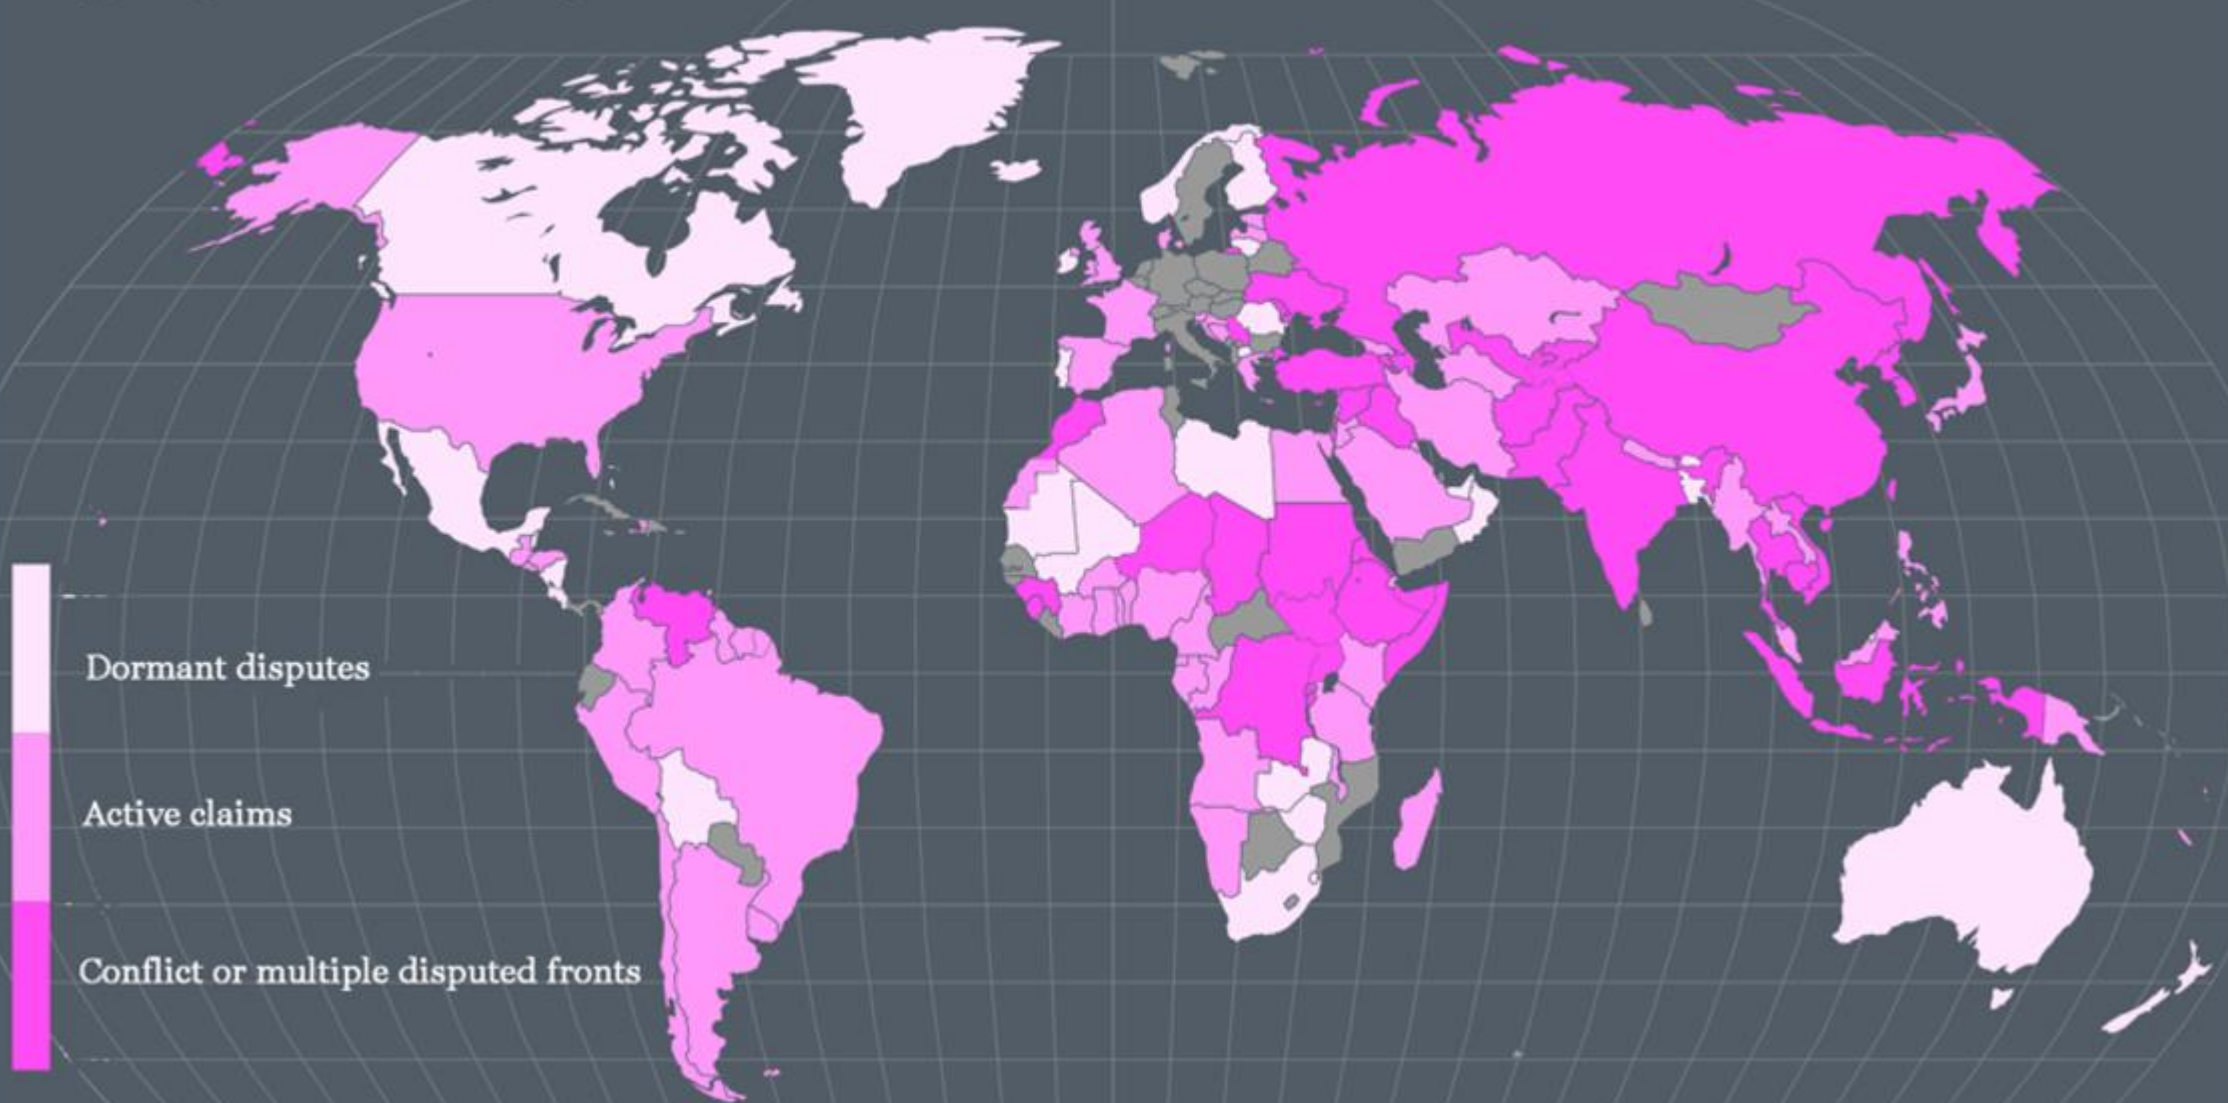 Dormant disputes
Active claims
Conflict or multiple disputed fronts